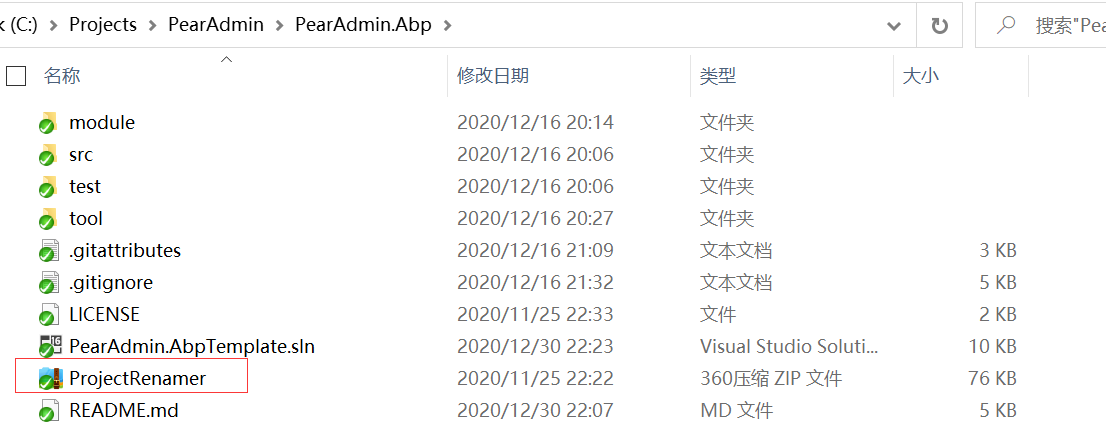 k (C:) > Projects > PearAdmin > PearAdmin.Abp > 搜索"Pea
名称 修改日期 类型 大小
module 2020/12/16 20:14 文件夹
src 2020/12/16 20:06 文件夹
test 2020/12/16 20:06 文件夹
tool 2020/12/16 20:27 文件夹
.gitattributes 2020/12/16 21:09 文本文档 3 KB
.gitignore 2020/12/16 21:32 文本文档 5 KB
LICENSE 2020/11/25 22:33 文件 2 KB
PearAdmin.AbpTemplate.sln 2020/12/30 22:23 Visual Studio Soluti... 10 KB
ProjectRenamer 2020/11/25 22:22 360压缩 ZIP 文件 76 KB
README.md 2020/12/30 22:07 MD 文件 5 KB